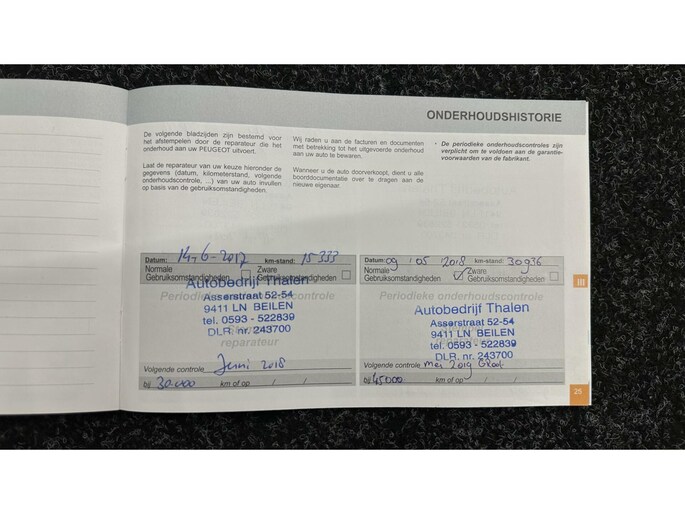 ONDERHOUDSHISTORIE
De volgende bladzijden zijn bestemd voor
het afstempelen door de reparateur die het
onderhoud aan uw PEUGEOT uitvoert.
Laat de reparateur van uw keuze hieronder de
gegevens (datum, kilometerstand, volgende
onderhoudscontrole, ...) van uw auto invullen
op basis van de gebruiksomstandigheden.
Wij raden u aan de facturen en documenten
met betrekking tot het uitgevoerde onderhoud
aan uw auto te bewaren.
Wanneer u de auto doorverkoopt, dient u alle
boorddocumentatie over te dragen aan de
nieuwe eigenaar.
• De periodieke onderhoudscontroles zijn
verplicht om te voldoen aan de garantie-
voorwaarden van de fabrikant.
Datum: 14-6-2017 km-stand: 15333
Normale Zware
Gebruiksomstandigheden Gebruiksomstandigheden
Periodieke onderhoudscontrole
Autobedrijf Thalen
Asserstraat 52-54
9411 LN BEILEN
tel. 0593 - 522839
DLR. nr. 243700
reparateur
Volgende controle Juni 2018
bij 30.000 km of op / /
Datum: 09 / 05 2018 km-stand: 30936
Normale Zware
Gebruiksomstandigheden Gebruiksomstandigheden
Periodieke onderhoudscontrole
Autobedrijf Thalen
Asserstraat 52-54
9411 LN BEILEN
tel. 0593 - 522839
DLR. nr. 243700
Volgende controle mei 2019 Groot
bij 45000 km of op / /
III
25